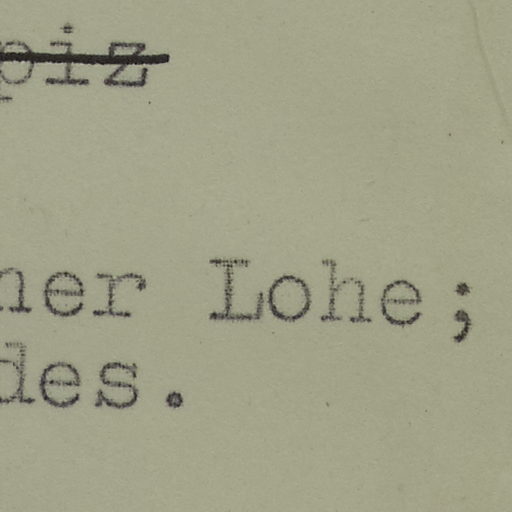 piz
ner Lohe;
des.